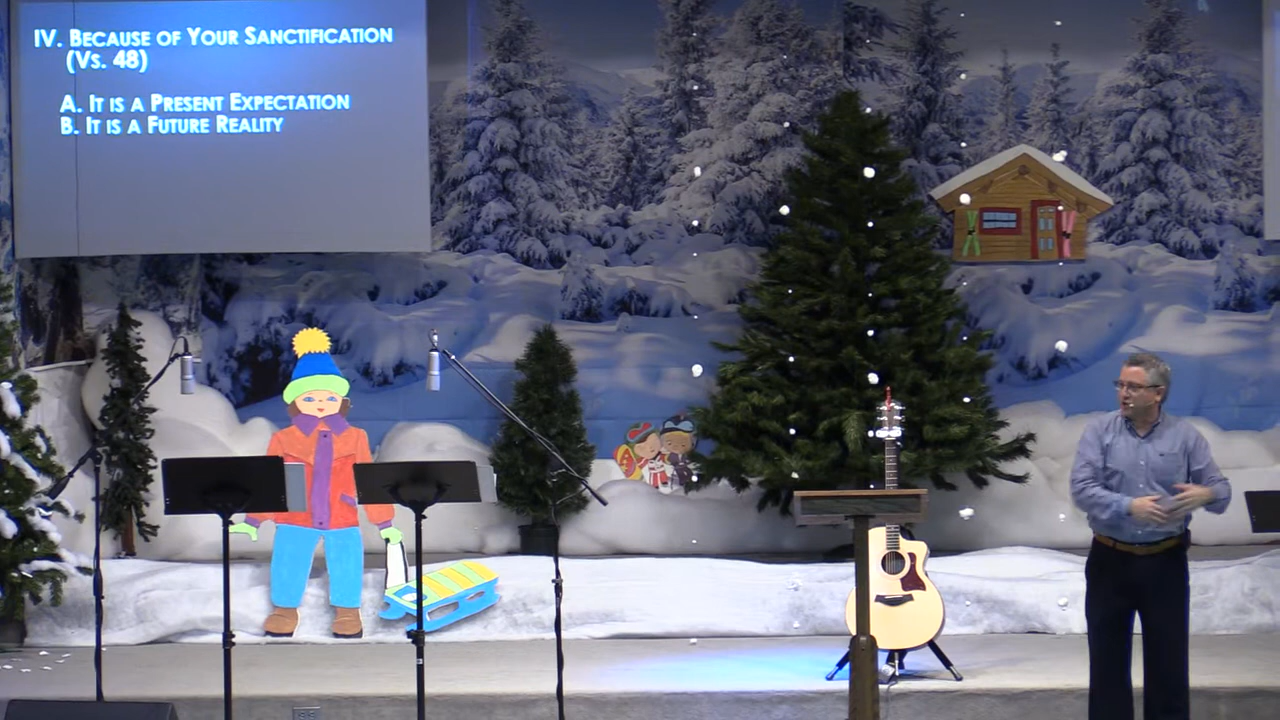 IV. Because of Your Sanctification
(Vs. 48)
A. It is a Present Expectation
B. It is a Future Reality